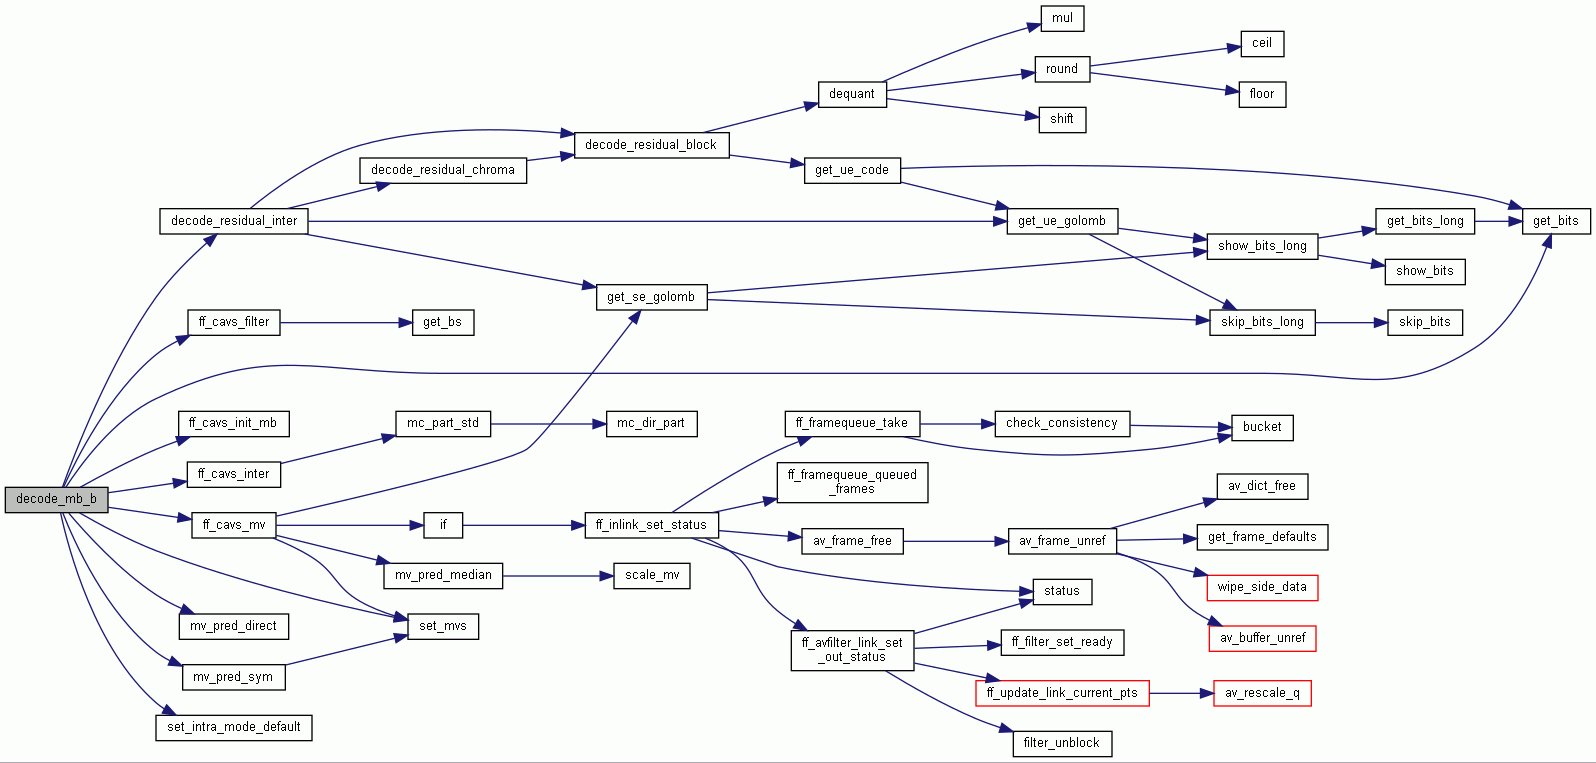 mul
ceil
round
dequant
floor
shift
decode_residual_block
decode_residual_chroma
get_ue_code
decode_residual_inter
get_ue_golomb
get_bits_long
get_bits
show_bits_long
show_bits
get_se_golomb
ff_cavs_filter
get_bs
skip_bits_long
skip_bits
ff_cavs_init_mb
mc_part_std
mc_dir_part
ff_framequeue_take
check_consistency
bucket
ff_cavs_inter
ff_framequeue_queued
_frames
av_dict_free
decode_mb_b
ff_cavs_mv
if
ff_inlink_set_status
av_frame_free
av_frame_unref
get_frame_defaults
mv_pred_median
scale_mv
status
wipe_side_data
mv_pred_direct
set_mvs
ff_avfilter_link_set
_out_status
ff_filter_set_ready
av_buffer_unref
mv_pred_sym
ff_update_link_current_pts
av_rescale_q
set_intra_mode_default
filter_unblock